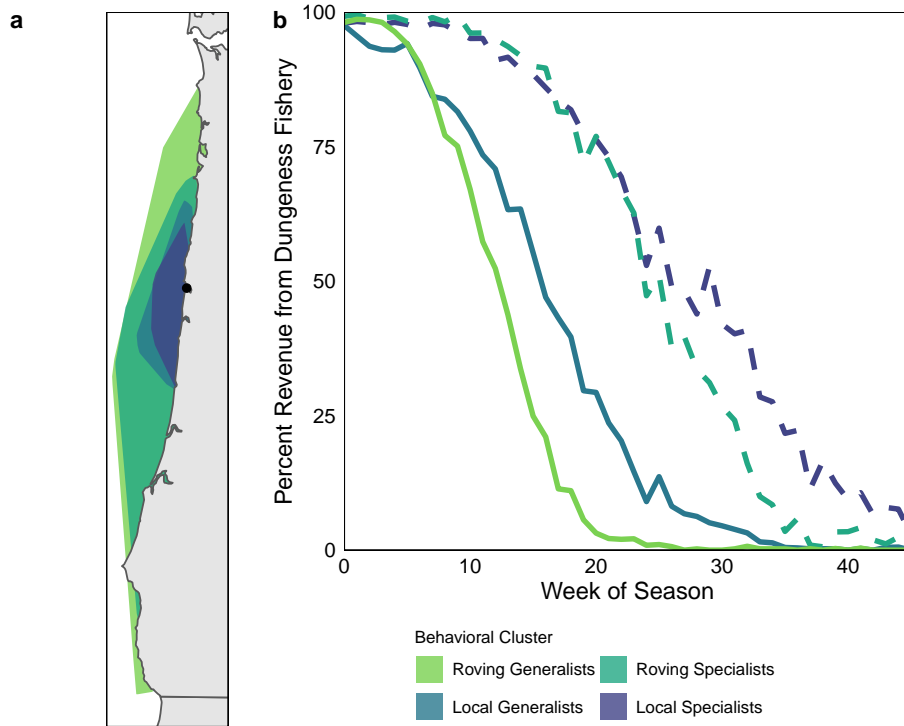 a
b
Percent Revenue from Dungeness Fishery
100
75
50
25
0
0 10 20 30 40
Week of Season
Behavioral Cluster
Roving Generalists Roving Specialists
Local Generalists Local Specialists